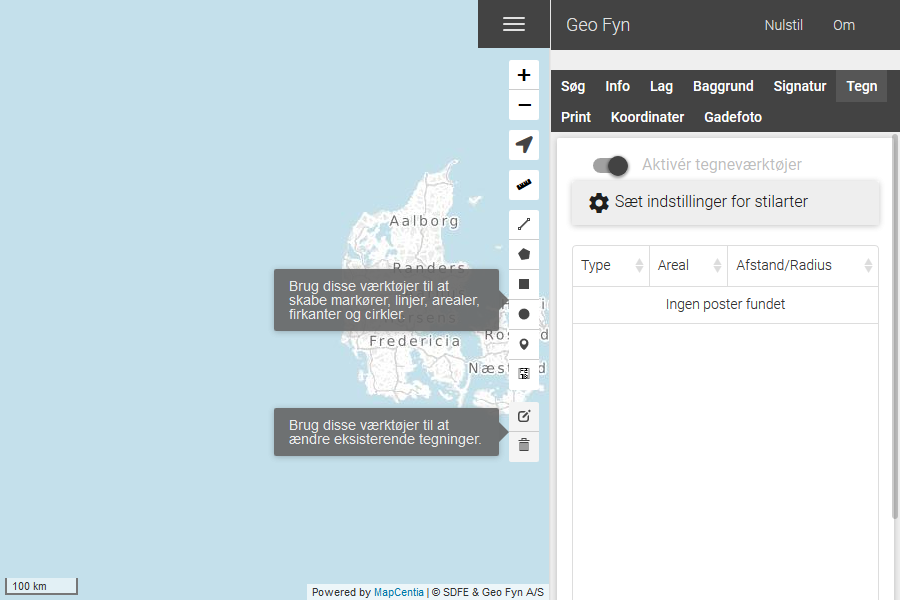 Geo Fyn
Nulstil
Om
+
−
Søg Info Lag Baggrund Signatur Tegn
Print Koordinater Gadefoto
Aktivér tegneværktøjer
Sæt indstillinger for stilarter
Type Areal Afstand/Radius
Ingen poster fundet
Aalborg
Randers
Brug disse værktøjer til at
skabe markører, linjer, arealer,
firkanter og cirkler.
Fredericia
Brug disse værktøjer til at
ændre eksisterende tegninger.
100 km
Powered by MapCentia | © SDFE & Geo Fyn A/S